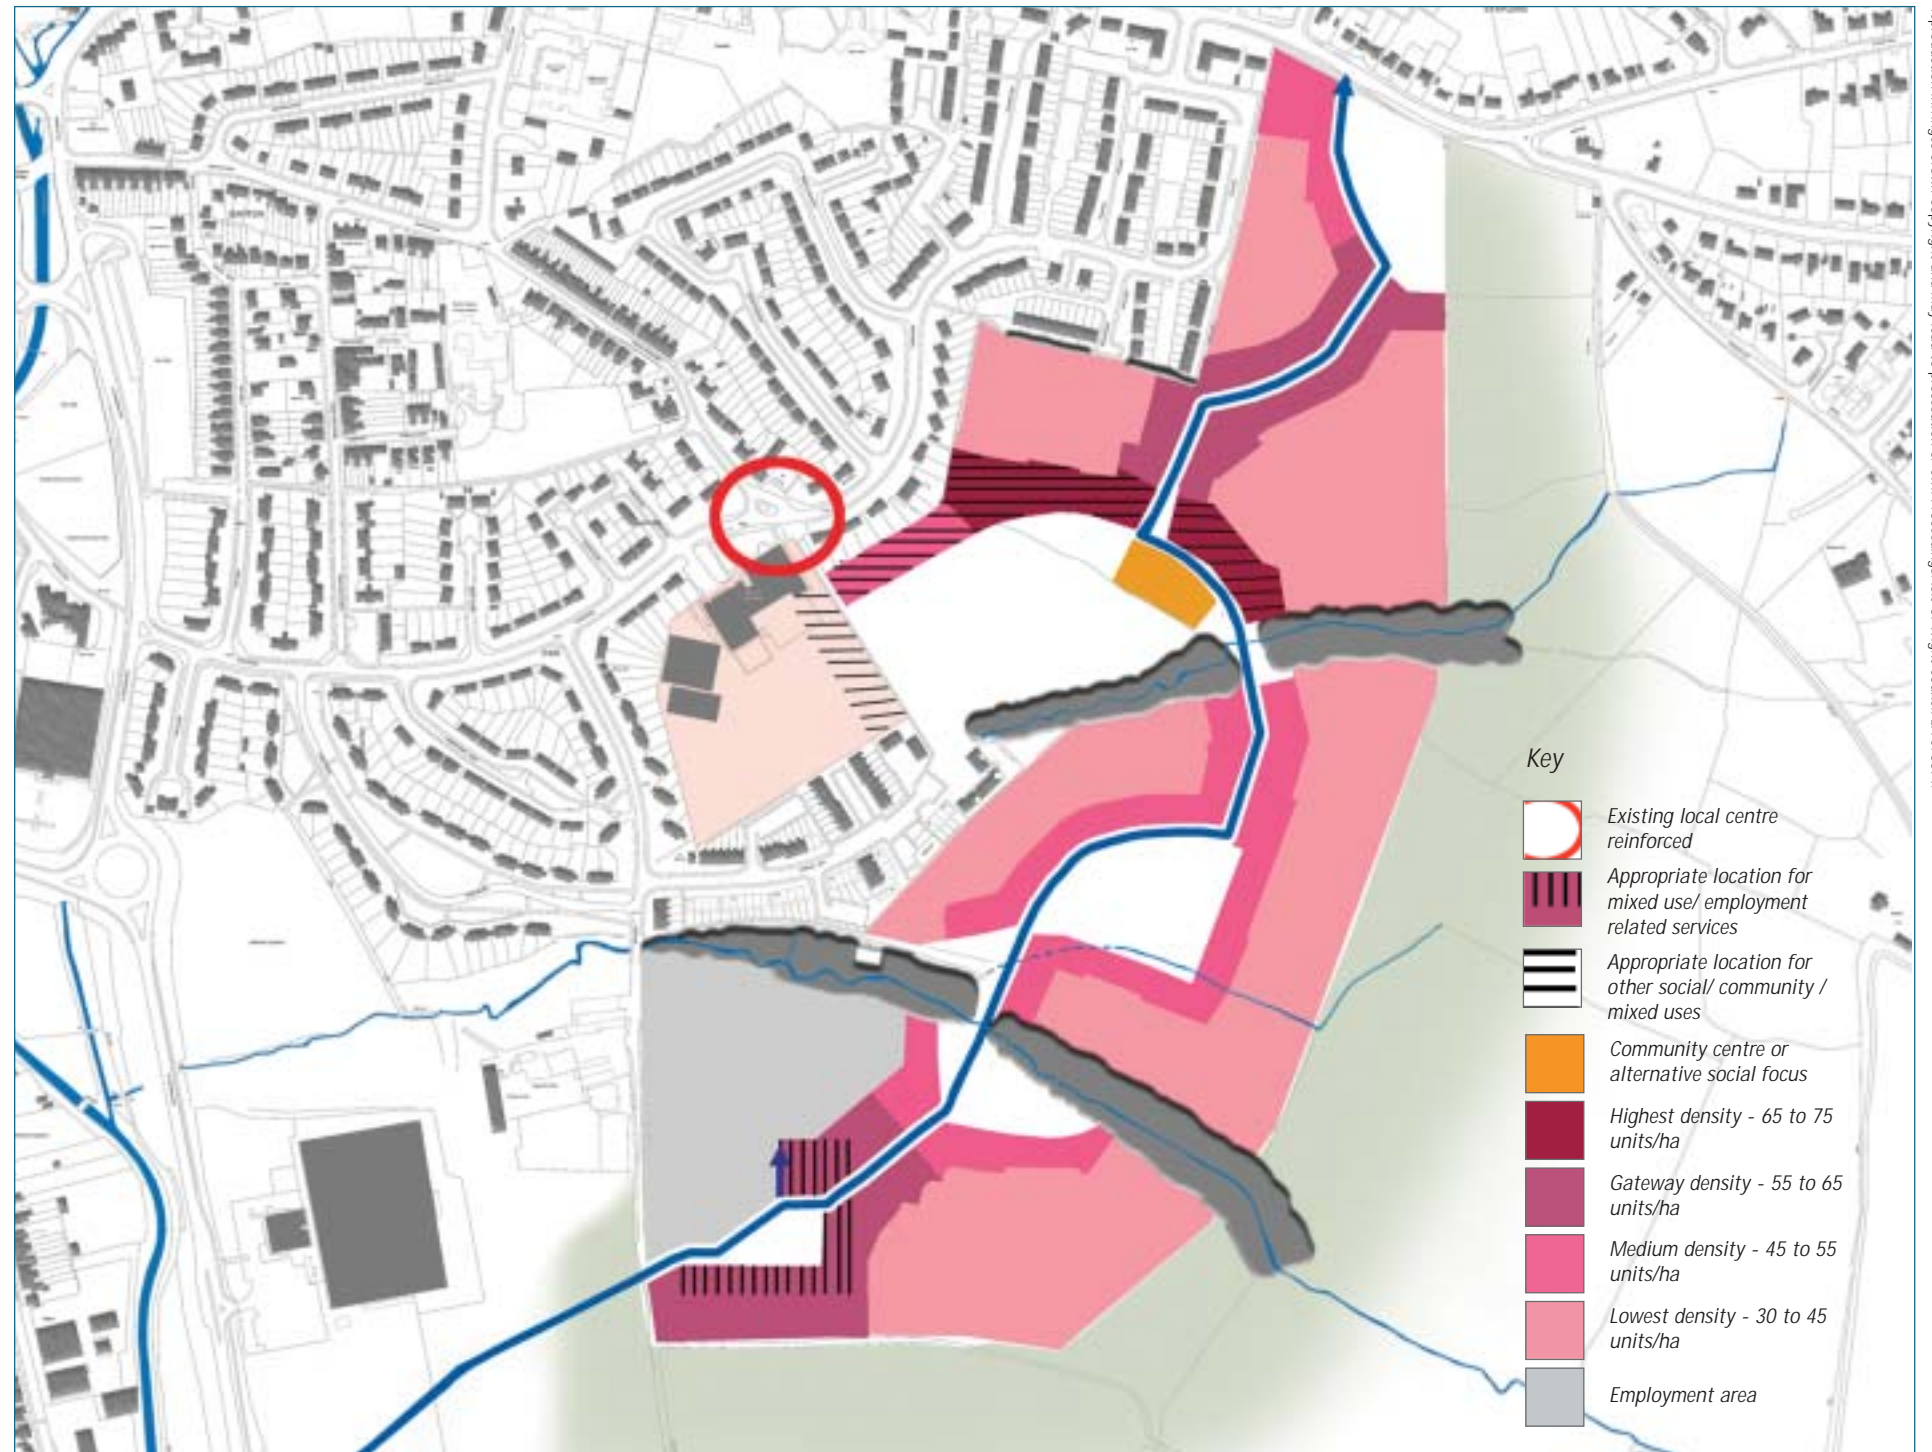 Key
Existing local centre
reinforced
Appropriate location for
mixed use/ employment
related services
Appropriate location for
other social/ community /
mixed uses
Community centre or
alternative social focus
Highest density - 65 to 75
units/ha
Gateway density - 55 to 65
units/ha
Medium density - 45 to 55
units/ha
Lowest density - 30 to 45
units/ha
Employment area